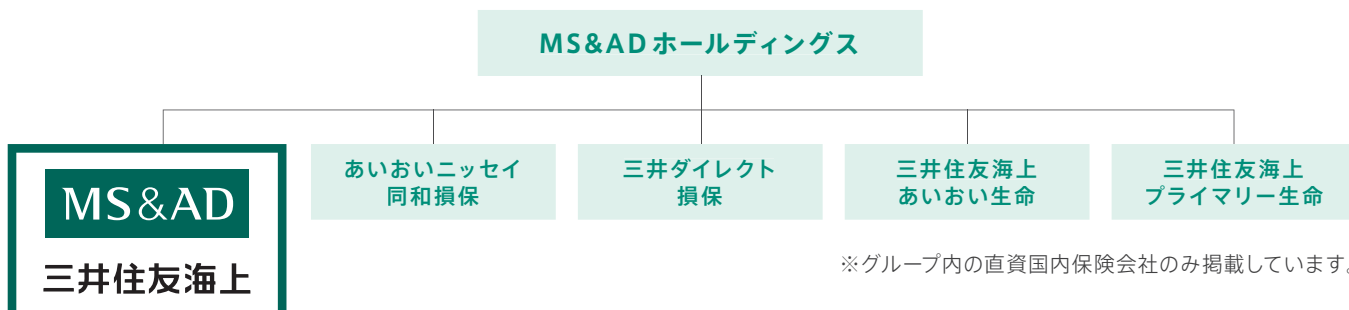 MS&ADホールディングス
MS&AD
三井住友海上
あいおいニッセイ
同和損保
三井ダイレクト
損保
三井住友海上
あいおい生命
三井住友海上
プライマリー生命
※グループ内の直資国内保険会社のみ掲載しています。